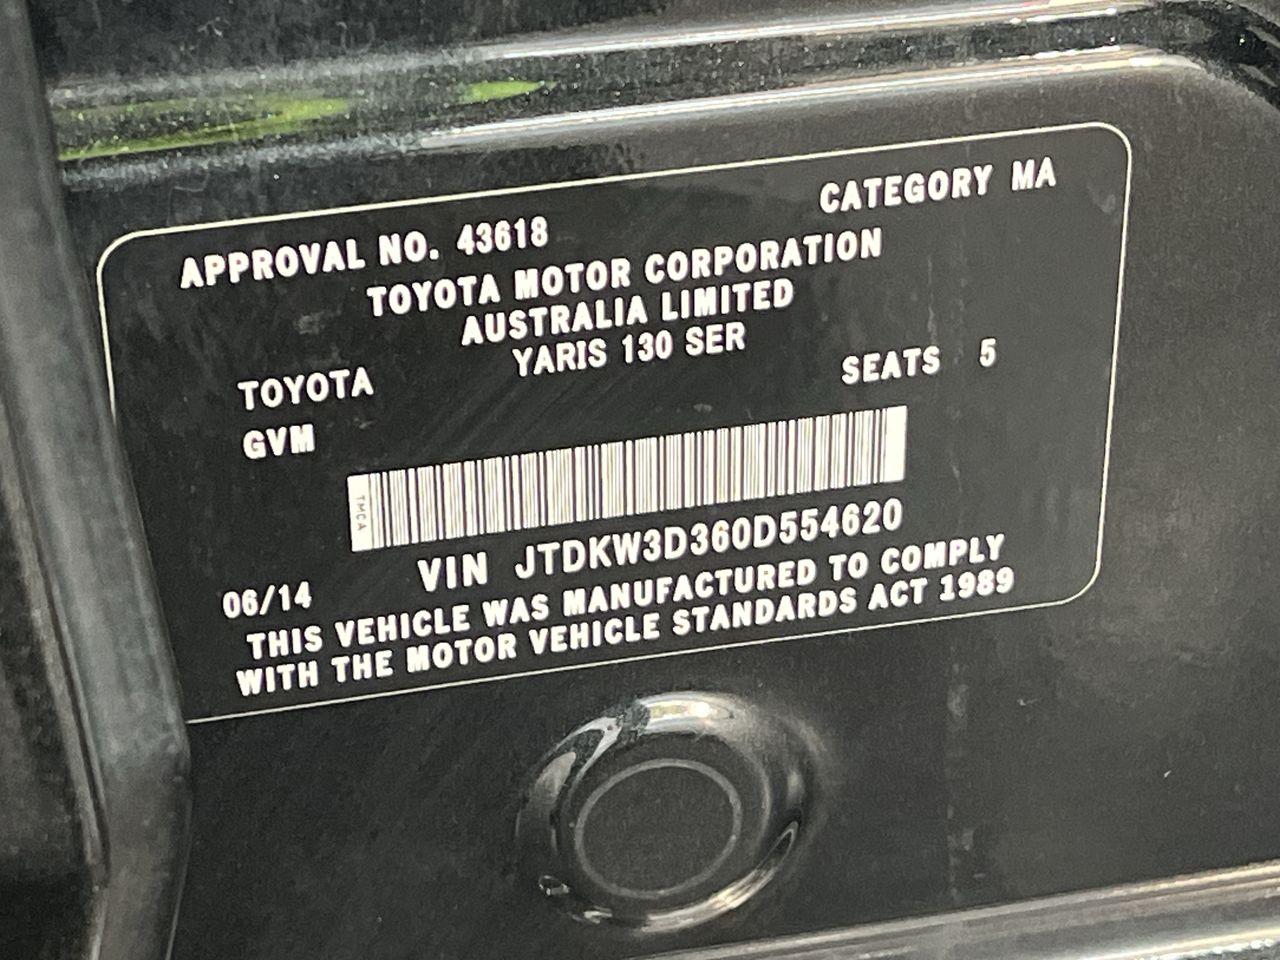 APPROVAL NO. 43618 CATEGORY MA
TOYOTA MOTOR CORPORATION
AUSTRALIA LIMITED
YARIS 130 SER
TOYOTA SEATS 5
GVM
TMCA
VIN JTDKW3D360D554620
06/14
THIS VEHICLE WAS MANUFACTURED TO COMPLY
WITH THE MOTOR VEHICLE STANDARDS ACT 1989